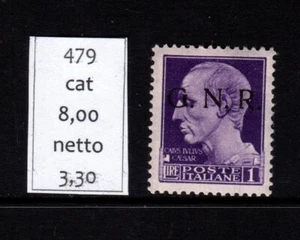 479
cat
8,00
netto
3,30
G. N. R.
CAIVS IVLIVS
CAESAR
POSTE
LIRE ITALIANE 1